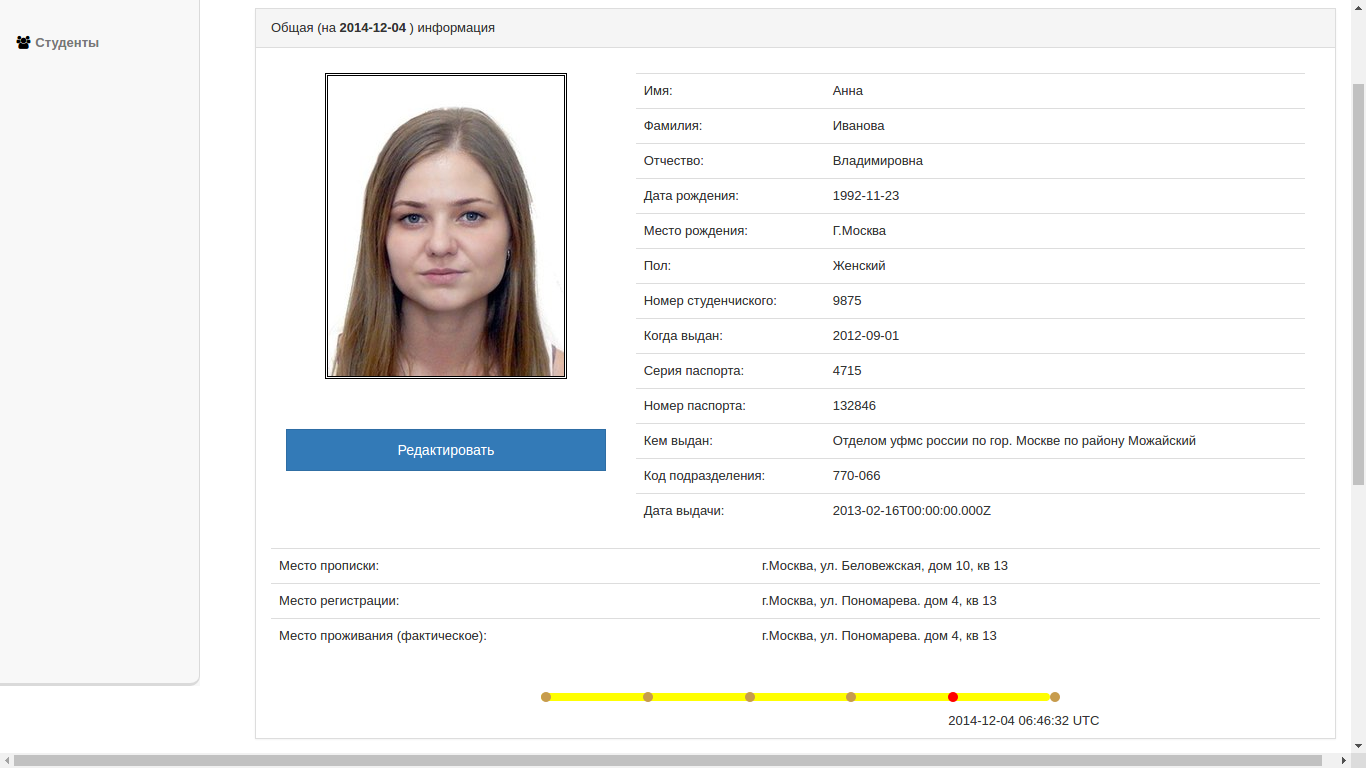 Студенты
Общая (на 2014-12-04 ) информация
Имя: Анна
Фамилия: Иванова
Отчество: Владимировна
Дата рождения: 1992-11-23
Место рождения: Г.Москва
Пол: Женский
Номер студенчиского: 9875
Когда выдан: 2012-09-01
Серия паспорта: 4715
Номер паспорта: 132846
Кем выдан: Отделом уфмс россии по гор. Москве по району Можайский
Код подразделения: 770-066
Дата выдачи: 2013-02-16T00:00:00.000Z
Редактировать
Место прописки: г.Москва, ул. Беловежская, дом 10, кв 13
Место регистрации: г.Москва, ул. Пономарева. дом 4, кв 13
Место проживания (фактическое): г.Москва, ул. Пономарева. дом 4, кв 13
2014-12-04 06:46:32 UTC